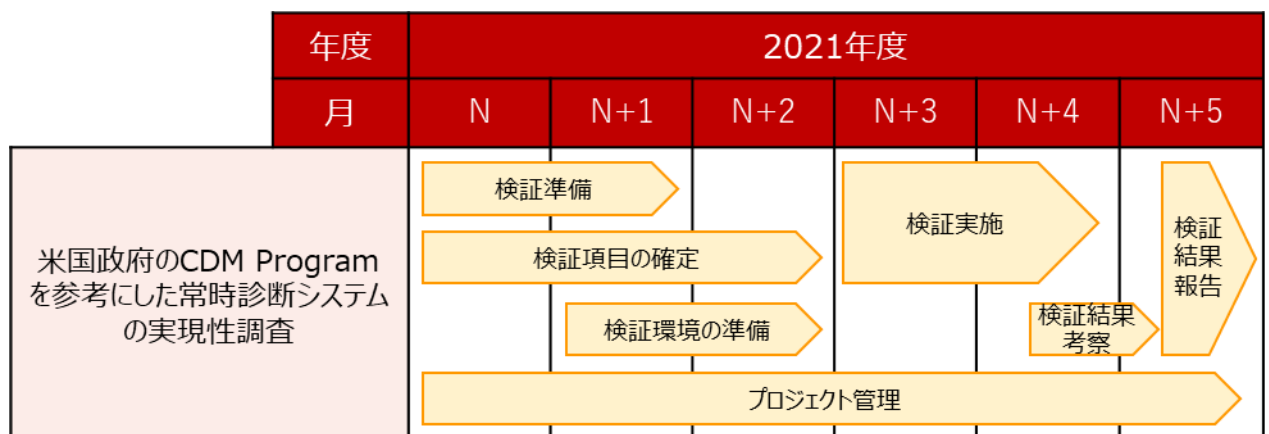 年度
2021年度
月
N
N+1
N+2
N+3
N+4
N+5
米国政府のCDM Program
を参考にした常時診断システム
の実現性調査
検証準備
検証項目の確定
検証環境の準備
検証実施
検証結果
考察
検証
結果
報告
プロジェクト管理